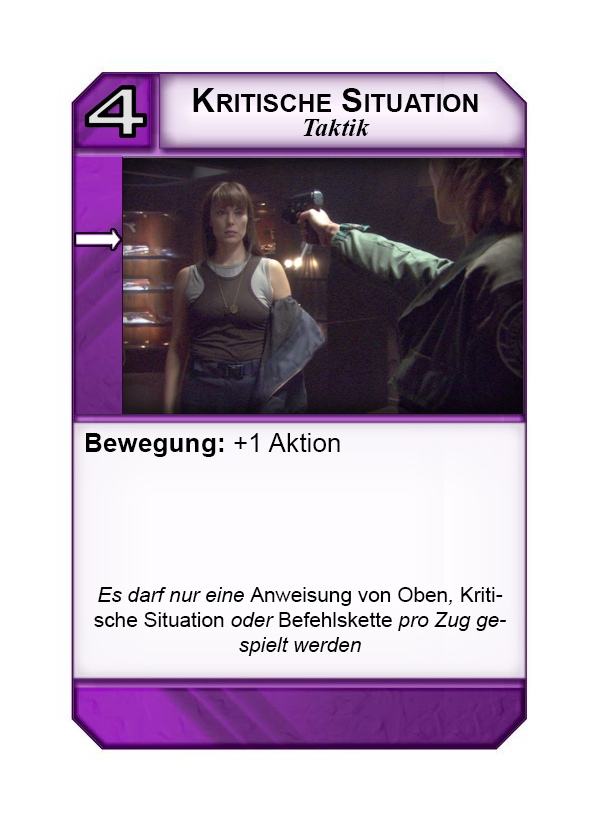 4
KRITISCHE SITUATION
Taktik
Bewegung: +1 Aktion
Es darf nur eine Anweisung von Oben, Kriti-
sche Situation oder Befehlskette pro Zug ge-
spielt werden